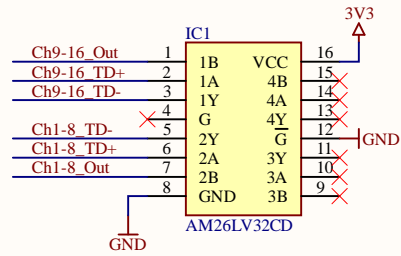 IC1
3V3
Ch9-16_Out 1 1B VCC 16
Ch9-16_TD+ 2 1A 4B 15
Ch9-16_TD- 3 1Y 4A 14
4 G 4Y 13
Ch1-8_TD- 5 2Y G 12 GND
Ch1-8_TD+ 6 2A 3Y 11
Ch1-8_Out 7 2B 3A 10
8 GND 3B 9
AM26LV32CD
GND